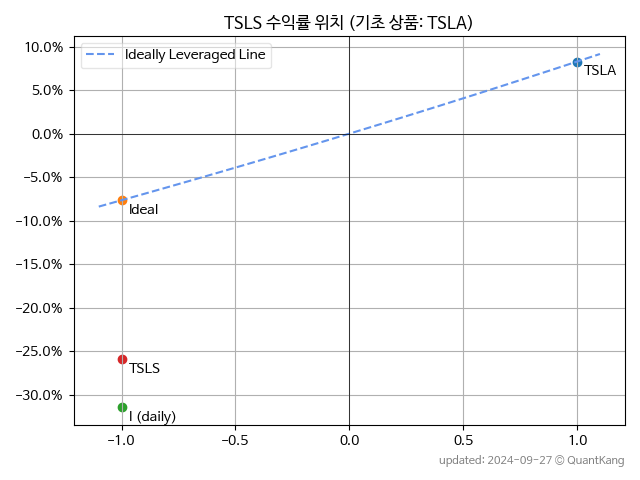 TSLS 수익률 위치 (기초 상품: TSLA)
10.0%
5.0%
0.0%
−5.0%
−10.0%
−15.0%
−20.0%
−25.0%
−30.0%
Ideally Leveraged Line
TSLA
Ideal
TSLS
I (daily)
−1.0
−0.5
0.0
0.5
1.0
updated: 2024-09-27 © QuantKang